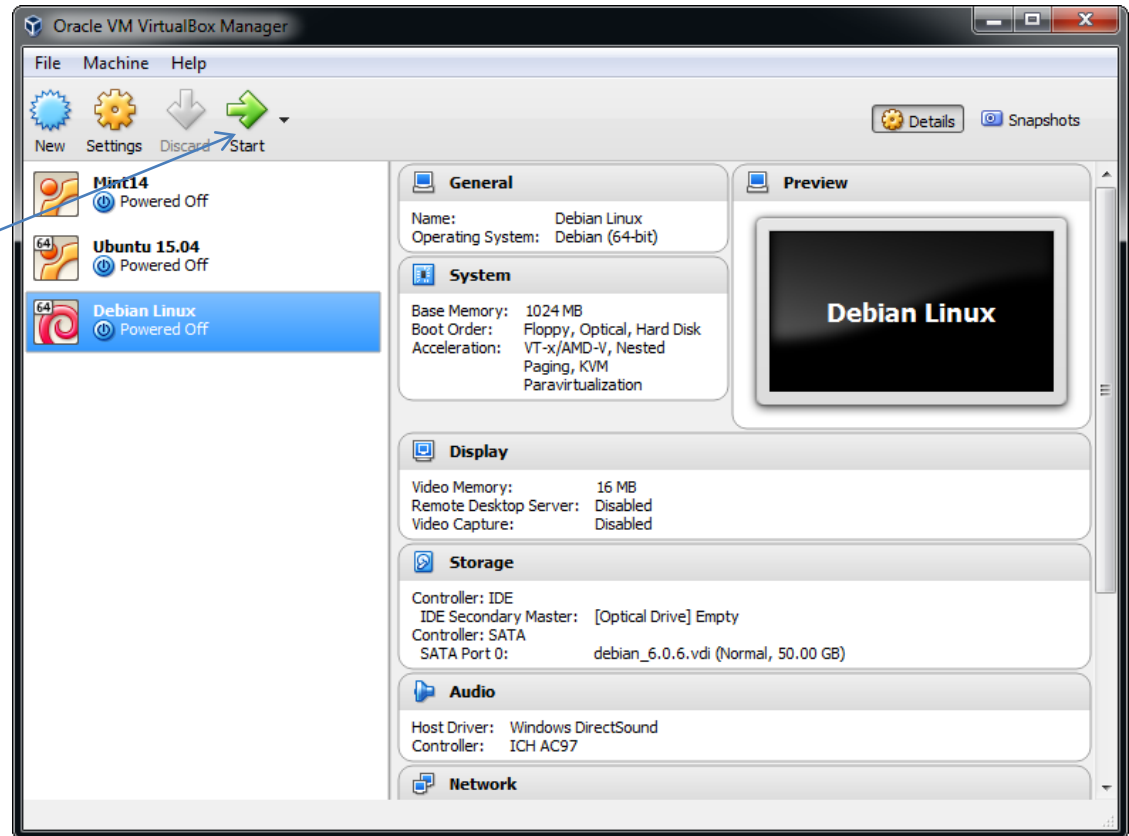 Oracle VM VirtualBox Manager
File Machine Help
New Settings Discard Start
Details Snapshots
Mint14
Powered Off
64
Ubuntu 15.04
Powered Off
64
Debian Linux
Powered Off
General
Name: Debian Linux
Operating System: Debian (64-bit)
Preview
Debian Linux
System
Base Memory: 1024 MB
Boot Order: Floppy, Optical, Hard Disk
Acceleration: VT-x/AMD-V, Nested
Paging, KVM
Paravirtualization
Display
Video Memory: 16 MB
Remote Desktop Server: Disabled
Video Capture: Disabled
Storage
Controller: IDE
IDE Secondary Master: [Optical Drive] Empty
Controller: SATA
SATA Port 0: debian_6.0.6.vdi (Normal, 50.00 GB)
Audio
Host Driver: Windows DirectSound
Controller: ICH AC97
Network